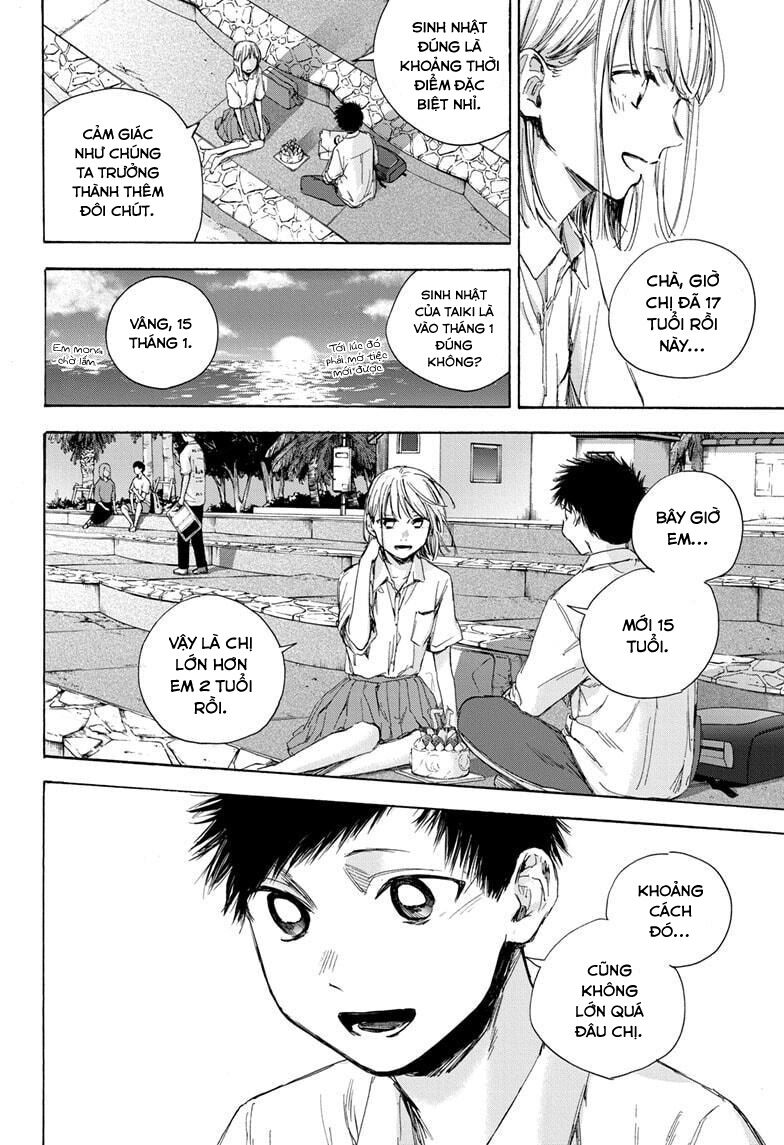 CHÀ, GIỜ
CHỊ ĐÃ 17
TUỔI RỒI
NÀY...
SINH NHẬT
ĐÚNG LÀ
KHOẢNG THỜI
ĐIỂM ĐẶC
BIỆT NHỈ.
CẢM GIÁC
NHƯ CHÚNG
TA TRƯỞNG
THÀNH THÊM
ĐÔI CHÚT.
SINH NHẬT
CỦA TAIKI LÀ
VÀO THÁNG 1
ĐÚNG
KHÔNG?
Tới lúc đó
phải mở tiệc
mới được
VÂNG, 15
THÁNG 1.
Em mong
chờ lắm
BÂY GIỜ
EM...
MỚI 15
TUỔI.
VẬY LÀ CHỊ
LỚN HƠN
EM 2 TUỔI
RỒI.
KHOẢNG
CÁCH
ĐÓ...
CŨNG
KHÔNG
LỚN QUÁ
ĐÂU CHỊ.